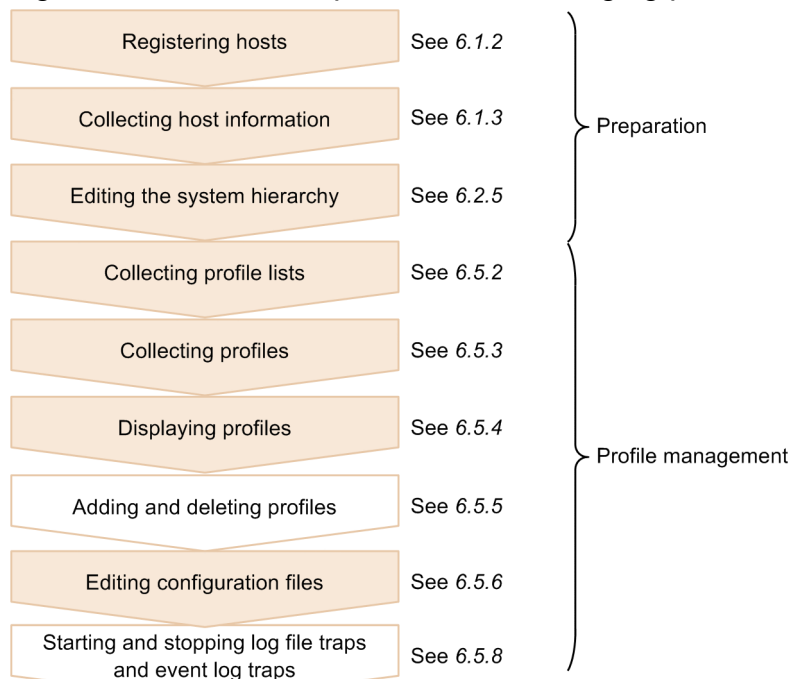 Registering hosts See 6.1.2
Collecting host information See 6.1.3
Preparation
Editing the system hierarchy See 6.2.5
Collecting profile lists See 6.5.2
Collecting profiles See 6.5.3
Displaying profiles See 6.5.4
Profile management
Adding and deleting profiles See 6.5.5
Editing configuration files See 6.5.6
Starting and stopping log file traps
and event log traps See 6.5.8